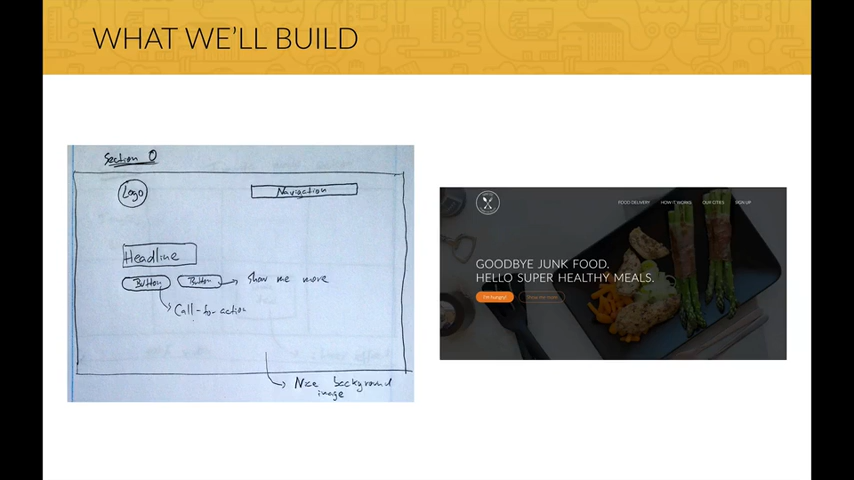 WHAT WE'LL BUILD
Section 0
Logo
Navigation
Headline
Button
Button
Show me more
Call-for-action
Nice background
image
FOOD DELIVERY
HOW IT WORKS
OUR CITIES
SIGN UP
GOODBYE JUNK FOOD.
HELLO SUPER HEALTHY MEALS.
I'm hungry!
Show me more